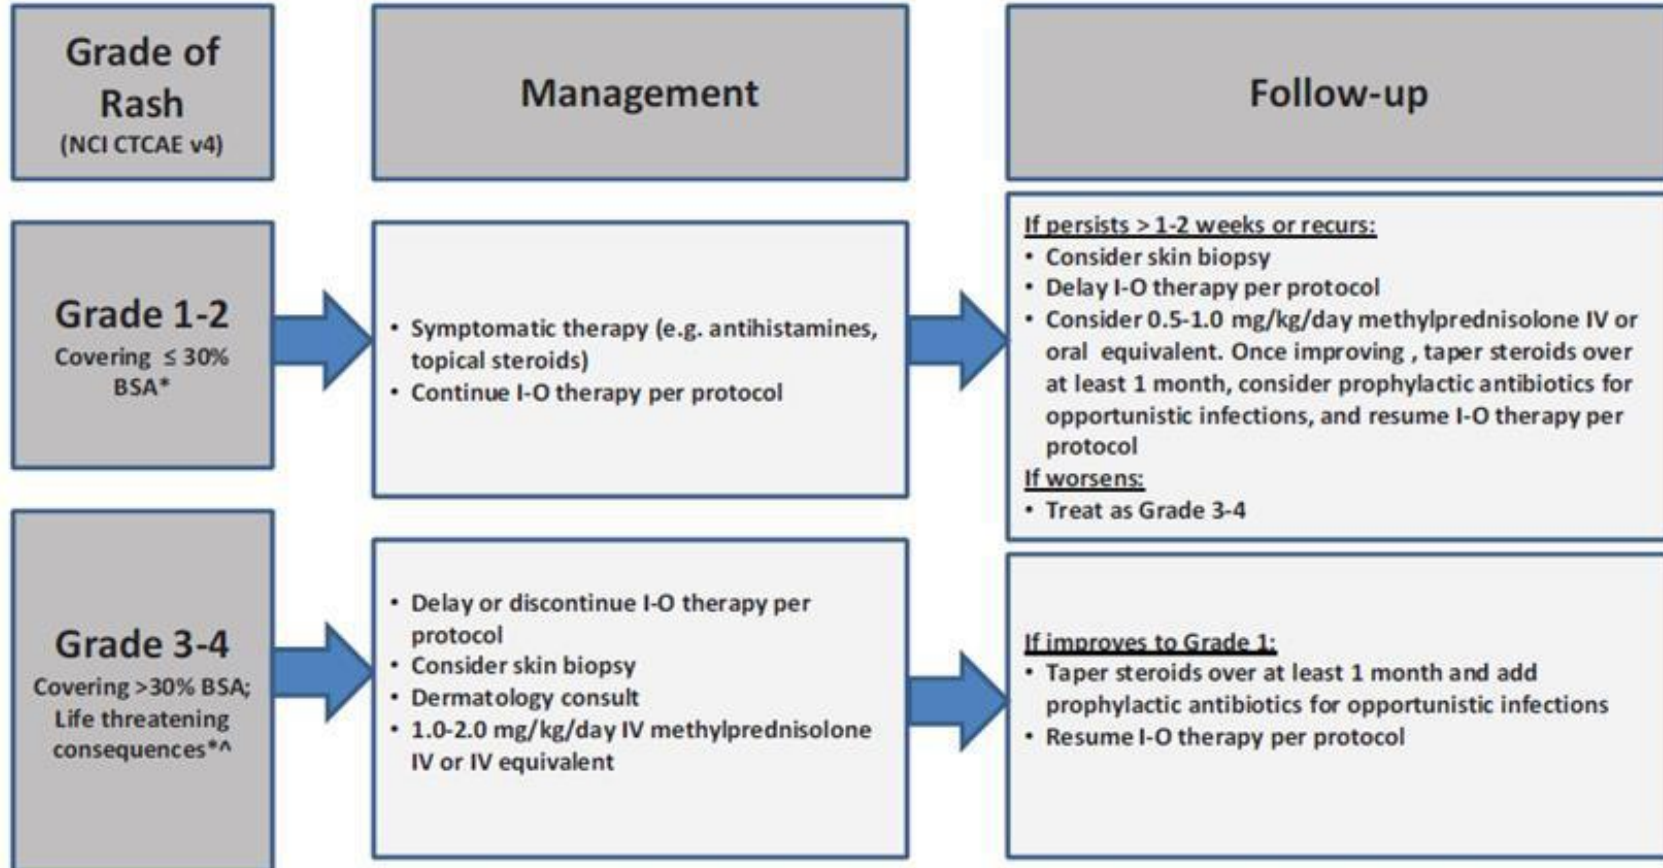 Grade of
Rash
(NCI CTCAE v4)
Management
Follow-up
Grade 1-2
Covering ≤ 30%
BSA*
• Symptomatic therapy (e.g. antihistamines,
topical steroids)
• Continue I-O therapy per protocol
If persists > 1-2 weeks or recurs:
• Consider skin biopsy
• Delay I-O therapy per protocol
• Consider 0.5-1.0 mg/kg/day methylprednisolone IV or
oral equivalent. Once improving , taper steroids over
at least 1 month, consider prophylactic antibiotics for
opportunistic infections, and resume I-O therapy per
protocol
If worsens:
• Treat as Grade 3-4
Grade 3-4
Covering >30% BSA;
Life threatening
consequences*^
• Delay or discontinue I-O therapy per
protocol
• Consider skin biopsy
• Dermatology consult
• 1.0-2.0 mg/kg/day IV methylprednisolone
IV or IV equivalent
If improves to Grade 1:
• Taper steroids over at least 1 month and add
prophylactic antibiotics for opportunistic infections
• Resume I-O therapy per protocol